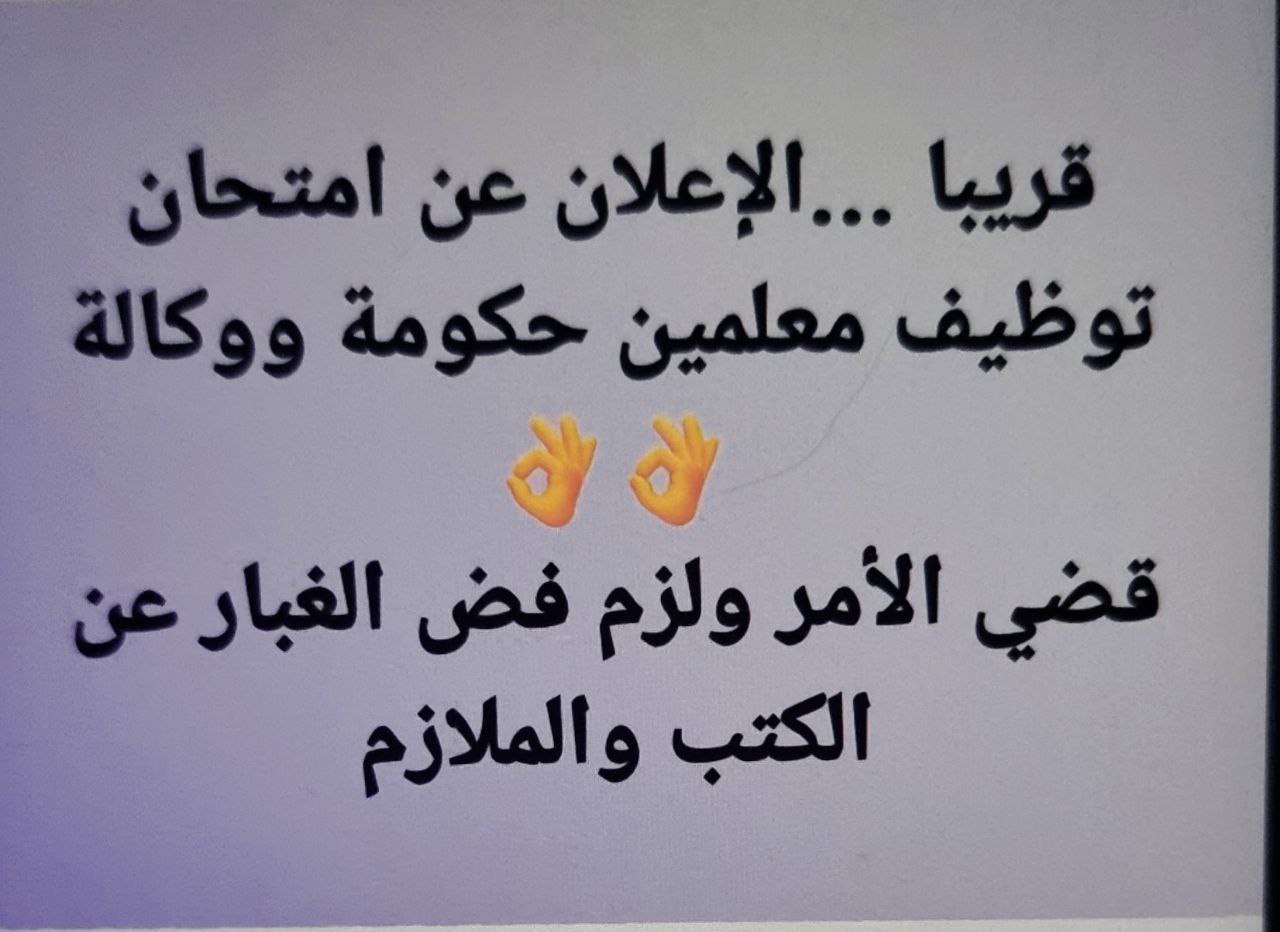 قريبا ...الإعلان عن امتحان
توظيف معلمين حكومة ووكالة
👌👌
قضي الأمر ولزم فض الغبار عن
الكتب والملازم